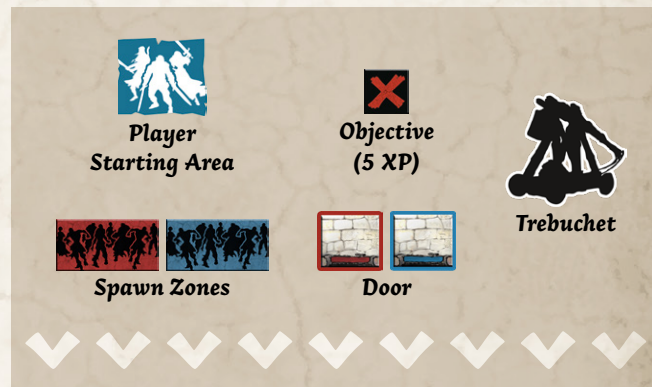 Player
Starting Area
Objective
(5 XP)
Trebuchet
Spawn Zones
Door